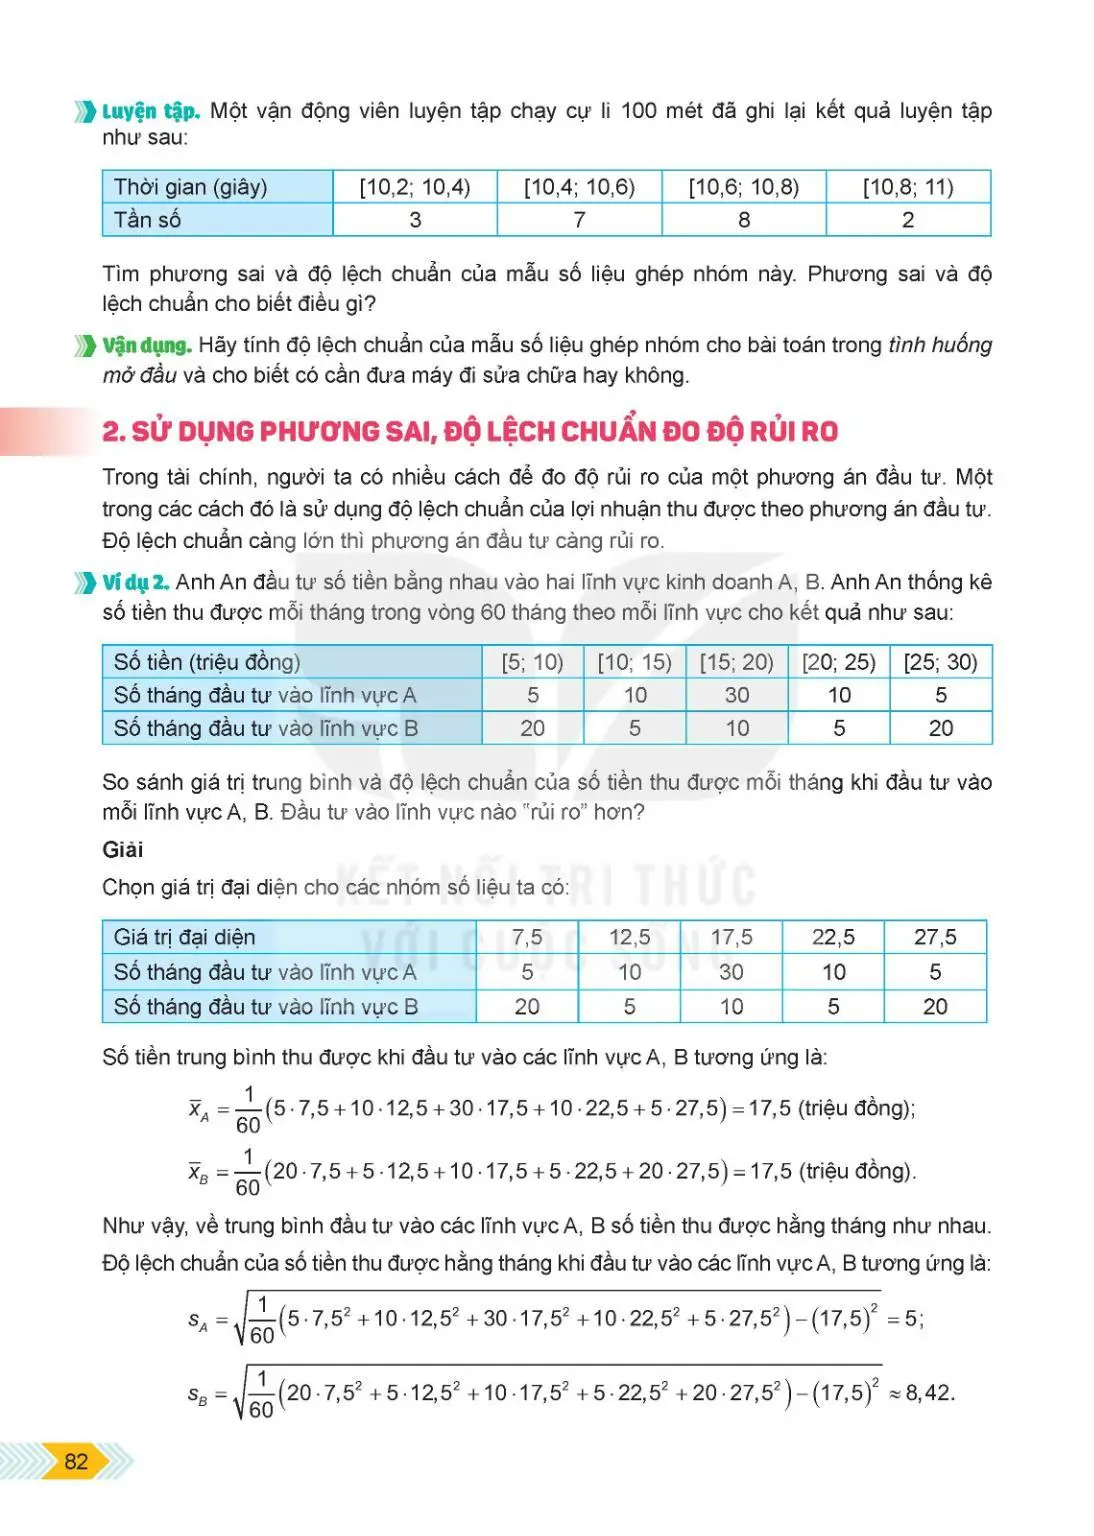 Luyện tập. Một vận động viên luyện tập chạy cự li 100 mét đã ghi lại kết quả luyện tập
như sau:
Thời gian (giây) [10,2; 10,4) [10,4; 10,6) [10,6; 10,8) [10,8; 11)
Tần số 3 7 8 2
Tìm phương sai và độ lệch chuẩn của mẫu số liệu ghép nhóm này. Phương sai và độ
lệch chuẩn cho biết điều gì?
Vận dụng. Hãy tính độ lệch chuẩn của mẫu số liệu ghép nhóm cho bài toán trong tình huống
mở đầu và cho biết có cần đưa máy đi sửa chữa hay không.
2. SỬ DỤNG PHƯƠNG SAI, ĐỘ LỆCH CHUẨN ĐO ĐỘ RỦI RO
Trong tài chính, người ta có nhiều cách để đo độ rủi ro của một phương án đầu tư. Một
trong các cách đó là sử dụng độ lệch chuẩn của lợi nhuận thu được theo phương án đầu tư.
Độ lệch chuẩn càng lớn thì phương án đầu tư càng rủi ro.
Ví dụ 2. Anh An đầu tư số tiền bằng nhau vào hai lĩnh vực kinh doanh A, B. Anh An thống kê
số tiền thu được mỗi tháng trong vòng 60 tháng theo mỗi lĩnh vực cho kết quả như sau:
Số tiền (triệu đồng) [5; 10) [10; 15) [15; 20) [20; 25) [25; 30)
Số tháng đầu tư vào lĩnh vực A 5 10 30 10 5
Số tháng đầu tư vào lĩnh vực B 20 5 10 5 20
So sánh giá trị trung bình và độ lệch chuẩn của số tiền thu được mỗi tháng khi đầu tư vào
mỗi lĩnh vực A, B. Đầu tư vào lĩnh vực nào "rủi ro" hơn?
Giải
KẾT NỐI TRI THỨC
Chọn giá trị đại diện cho các nhóm số liệu ta có:
VỚI CUỘC SỐNG
Giá trị đại diện 7,5 12,5 17,5 22,5 27,5
Số tháng đầu tư vào lĩnh vực A 5 10 30 10 5
Số tháng đầu tư vào lĩnh vực B 20 5 10 5 20
Số tiền trung bình thu được khi đầu tư vào các lĩnh vực A, B tương ứng là:
x̄_A = 1/60 (5·7,5 + 10·12,5 + 30·17,5 + 10·22,5 + 5·27,5) = 17,5 (triệu đồng);
x̄_B = 1/60 (20·7,5 + 5·12,5 + 10·17,5 + 5·22,5 + 20·27,5) = 17,5 (triệu đồng).
Như vậy, về trung bình đầu tư vào các lĩnh vực A, B số tiền thu được hằng tháng như nhau.
Độ lệch chuẩn của số tiền thu được hằng tháng khi đầu tư vào các lĩnh vực A, B tương ứng là:
s_A = √(1/60 (5·7,5² + 10·12,5² + 30·17,5² + 10·22,5² + 5·27,5²) − (17,5)²) = 5;
s_B = √(1/60 (20·7,5² + 5·12,5² + 10·17,5² + 5·22,5² + 20·27,5²) − (17,5)²) ≈ 8,42.
82